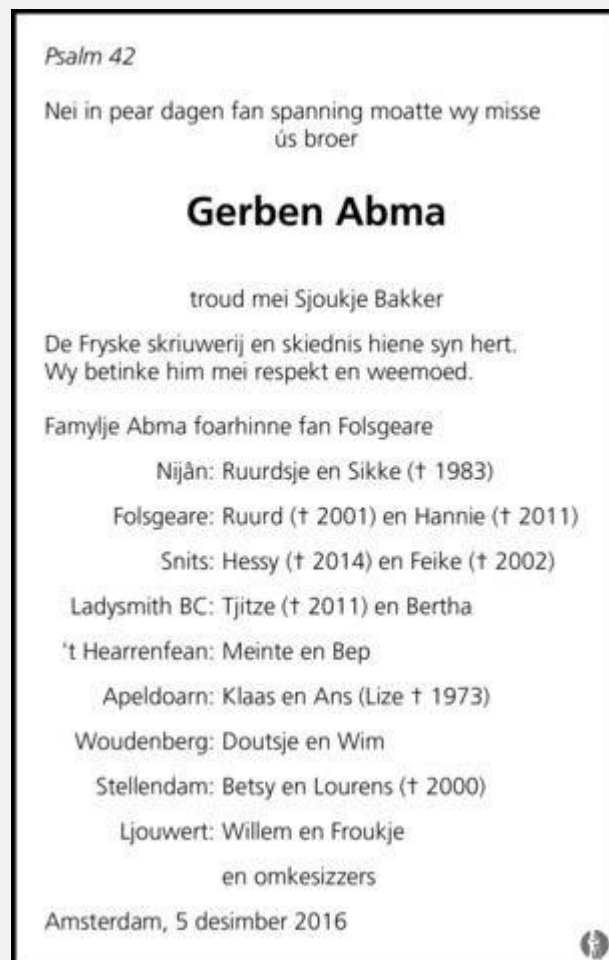 Psalm 42
Nei in pear dagen fan spanning moatte wy misse
ús broer
Gerben Abma
troud mei Sjoukje Bakker
De Fryske skriuwerij en skiednis hiene syn hert.
Wy betinke him mei respekt en weemoed.
Famylje Abma foarhinne fan Folsgeare
Nijân: Ruurdsje en Sikke († 1983)
Folsgeare: Ruurd († 2001) en Hannie († 2011)
Snits: Hessy († 2014) en Feike († 2002)
Ladysmith BC: Tjitze († 2011) en Bertha
't Hearrenfean: Meinte en Bep
Apeldoarn: Klaas en Ans (Lize † 1973)
Woudenberg: Doutsje en Wim
Stellendam: Betsy en Lourens († 2000)
Ljouwert: Willem en Froukje
en omkesizzers
Amsterdam, 5 desimber 2016